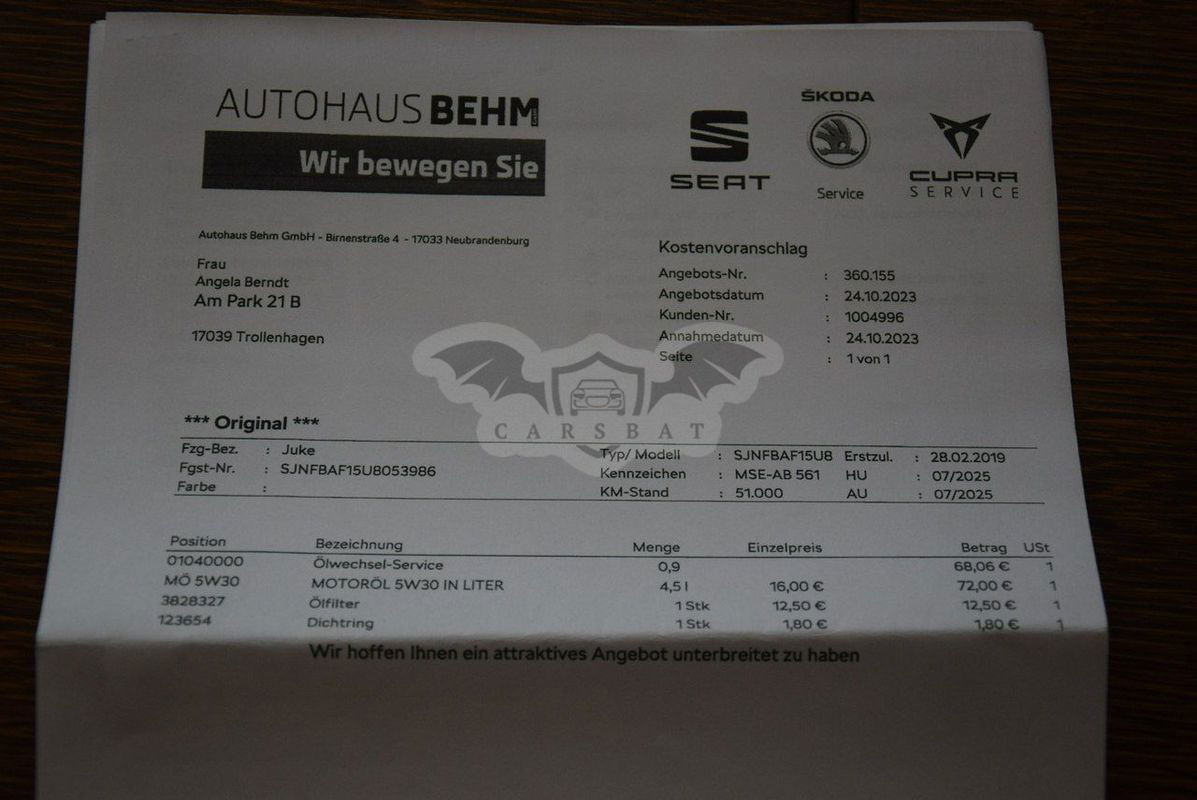 AUTOHAUS BEHM GMBH
Wir bewegen Sie
SEAT
ŠKODA
Service
CUPRA
SERVICE
Autohaus Behm GmbH - Birnenstraße 4 - 17033 Neubrandenburg
Frau
Angela Berndt
Am Park 21 B
17039 Trollenhagen
Kostenvoranschlag
Angebots-Nr. : 360.155
Angebotsdatum : 24.10.2023
Kunden-Nr. : 1004996
Annahmedatum : 24.10.2023
Seite : 1 von 1
CARSBAT
*** Original ***
Fzg-Bez. : Juke Typ/ Modell : SJNFBAF15U8 Erstzul. : 28.02.2019
Fgst-Nr. : SJNFBAF15U8053986 Kennzeichen : MSE-AB 561 HU : 07/2025
Farbe : KM-Stand : 51.000 AU : 07/2025
Position Bezeichnung Menge Einzelpreis Betrag USt
01040000 Ölwechsel-Service 0,9 68,06 € 1
MÖ 5W30 MOTORÖL 5W30 IN LITER 4,5 l 16,00 € 72,00 € 1
3828327 Ölfilter 1 Stk 12,50 € 12,50 € 1
123654 Dichtring 1 Stk 1,80 € 1,80 € 1
Wir hoffen Ihnen ein attraktives Angebot unterbreitet zu haben